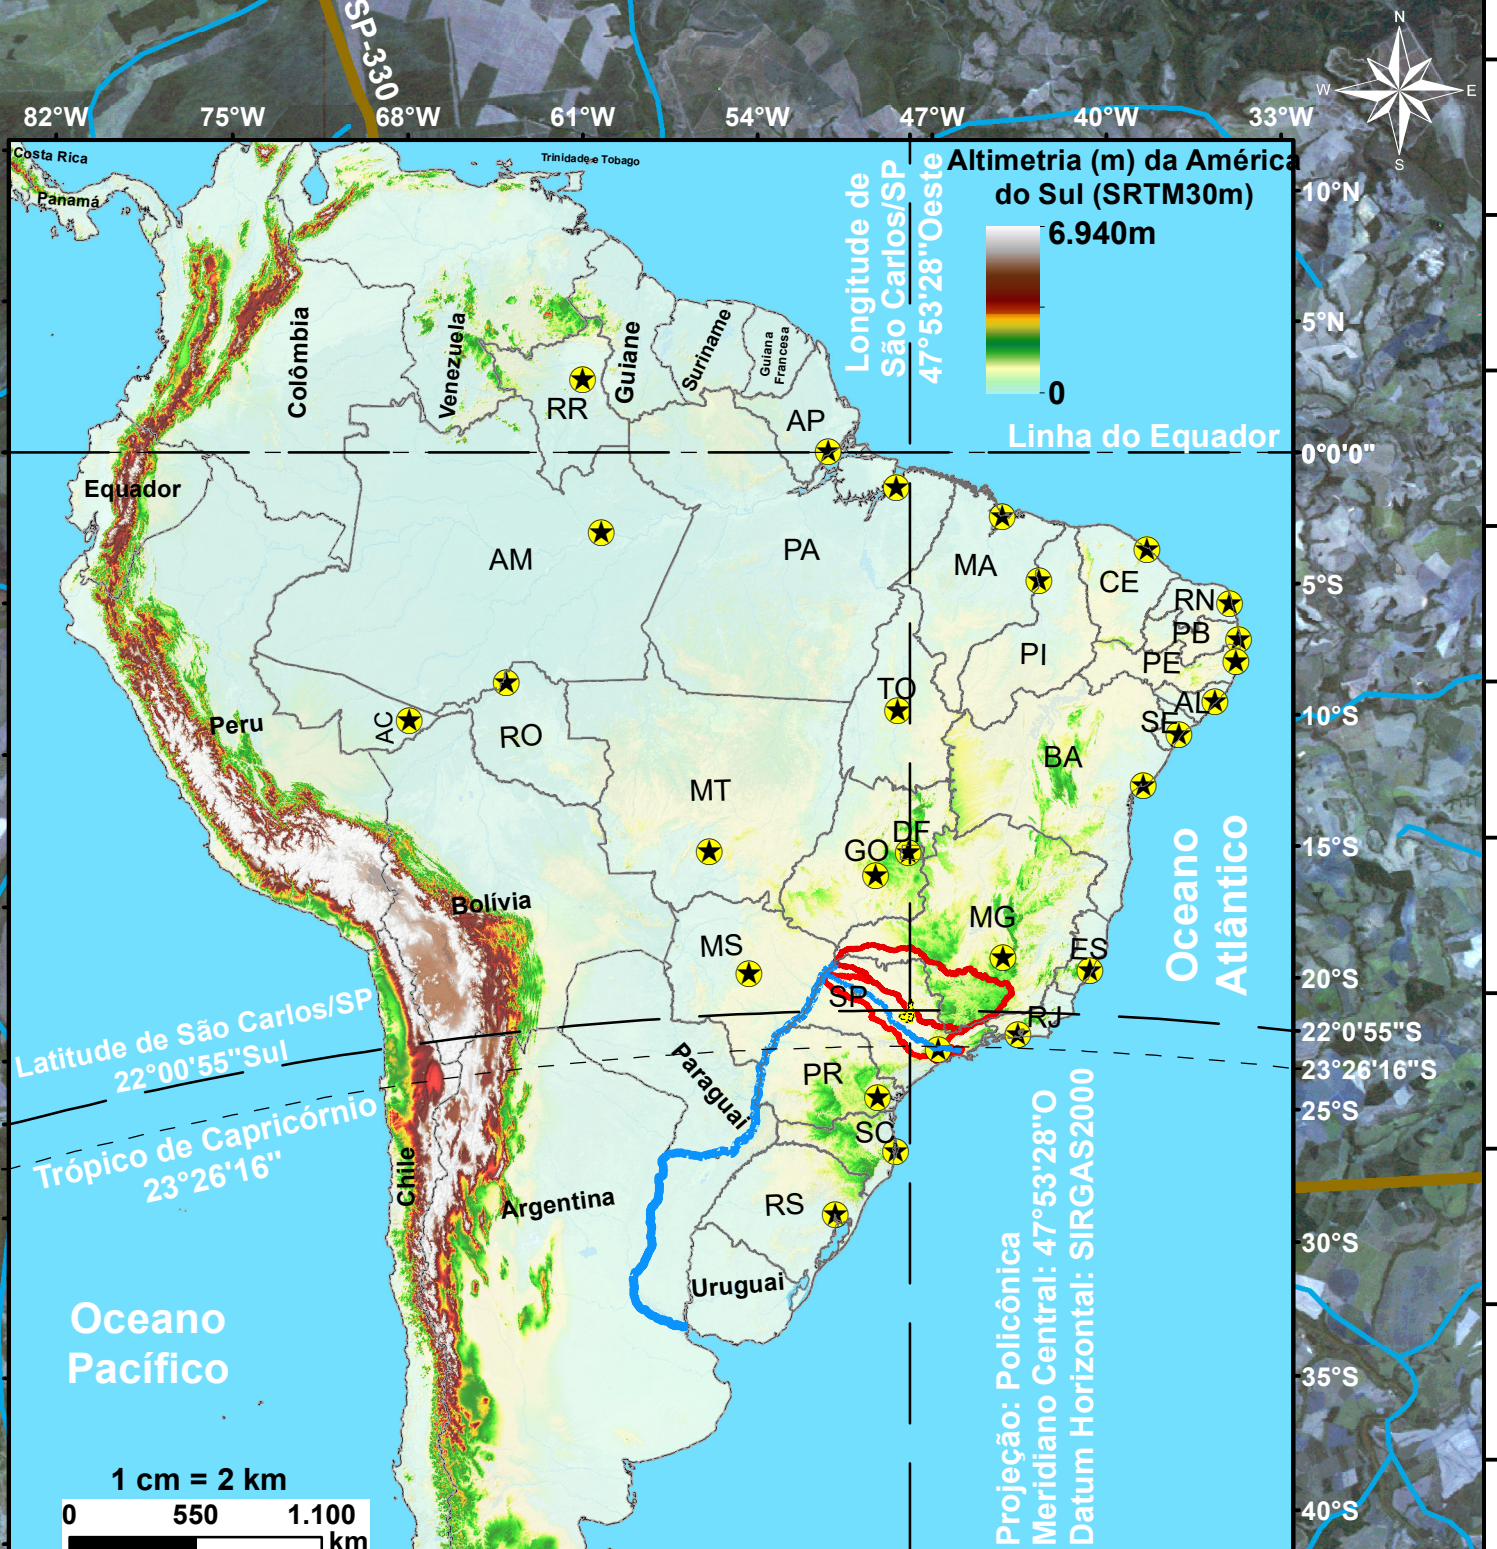 SP-330
N
W
E
S
82°W
75°W
68°W
61°W
54°W
47°W
40°W
33°W
Costa Rica
Panamá
Trinidade e Tobago
Longitude de
São Carlos/SP
47°53'28"Oeste
Altimetria (m) da América
do Sul (SRTM30m)
6.940m
0
10°N
5°N
Colômbia
Venezuela
Guiane
Suriname
Guiana
Francesa
RR
AP
Linha do Equador
0°0'0"
Equador
AM
PA
MA
CE
RN
PB
PE
PI
AL
SE
TO
BA
5°S
10°S
Peru
AC
RO
MT
DF
GO
15°S
Oceano
Atlântico
Bolívia
MS
MG
ES
SP
RJ
20°S
Latitude de São Carlos/SP
22°00'55"Sul
22°0'55"S
23°26'16"S
Trópico de Capricórnio
23°26'16"
Paraguai
PR
SC
25°S
Chile
Argentina
RS
Uruguai
30°S
Oceano
Pacífico
Projeção: Policônica
Meridiano Central: 47°53'28"O
Datum Horizontal: SIRGAS2000
35°S
40°S
1 cm = 2 km
0
550
1.100
km